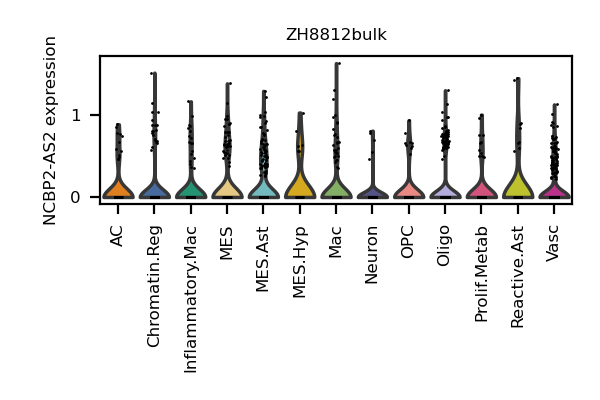 ZH8812bulk
NCBP2-AS2 expression
1
0
AC
Chromatin.Reg
Inflammatory.Mac
MES
MES.Ast
MES.Hyp
Mac
Neuron
OPC
Oligo
Prolif.Metab
Reactive.Ast
Vasc